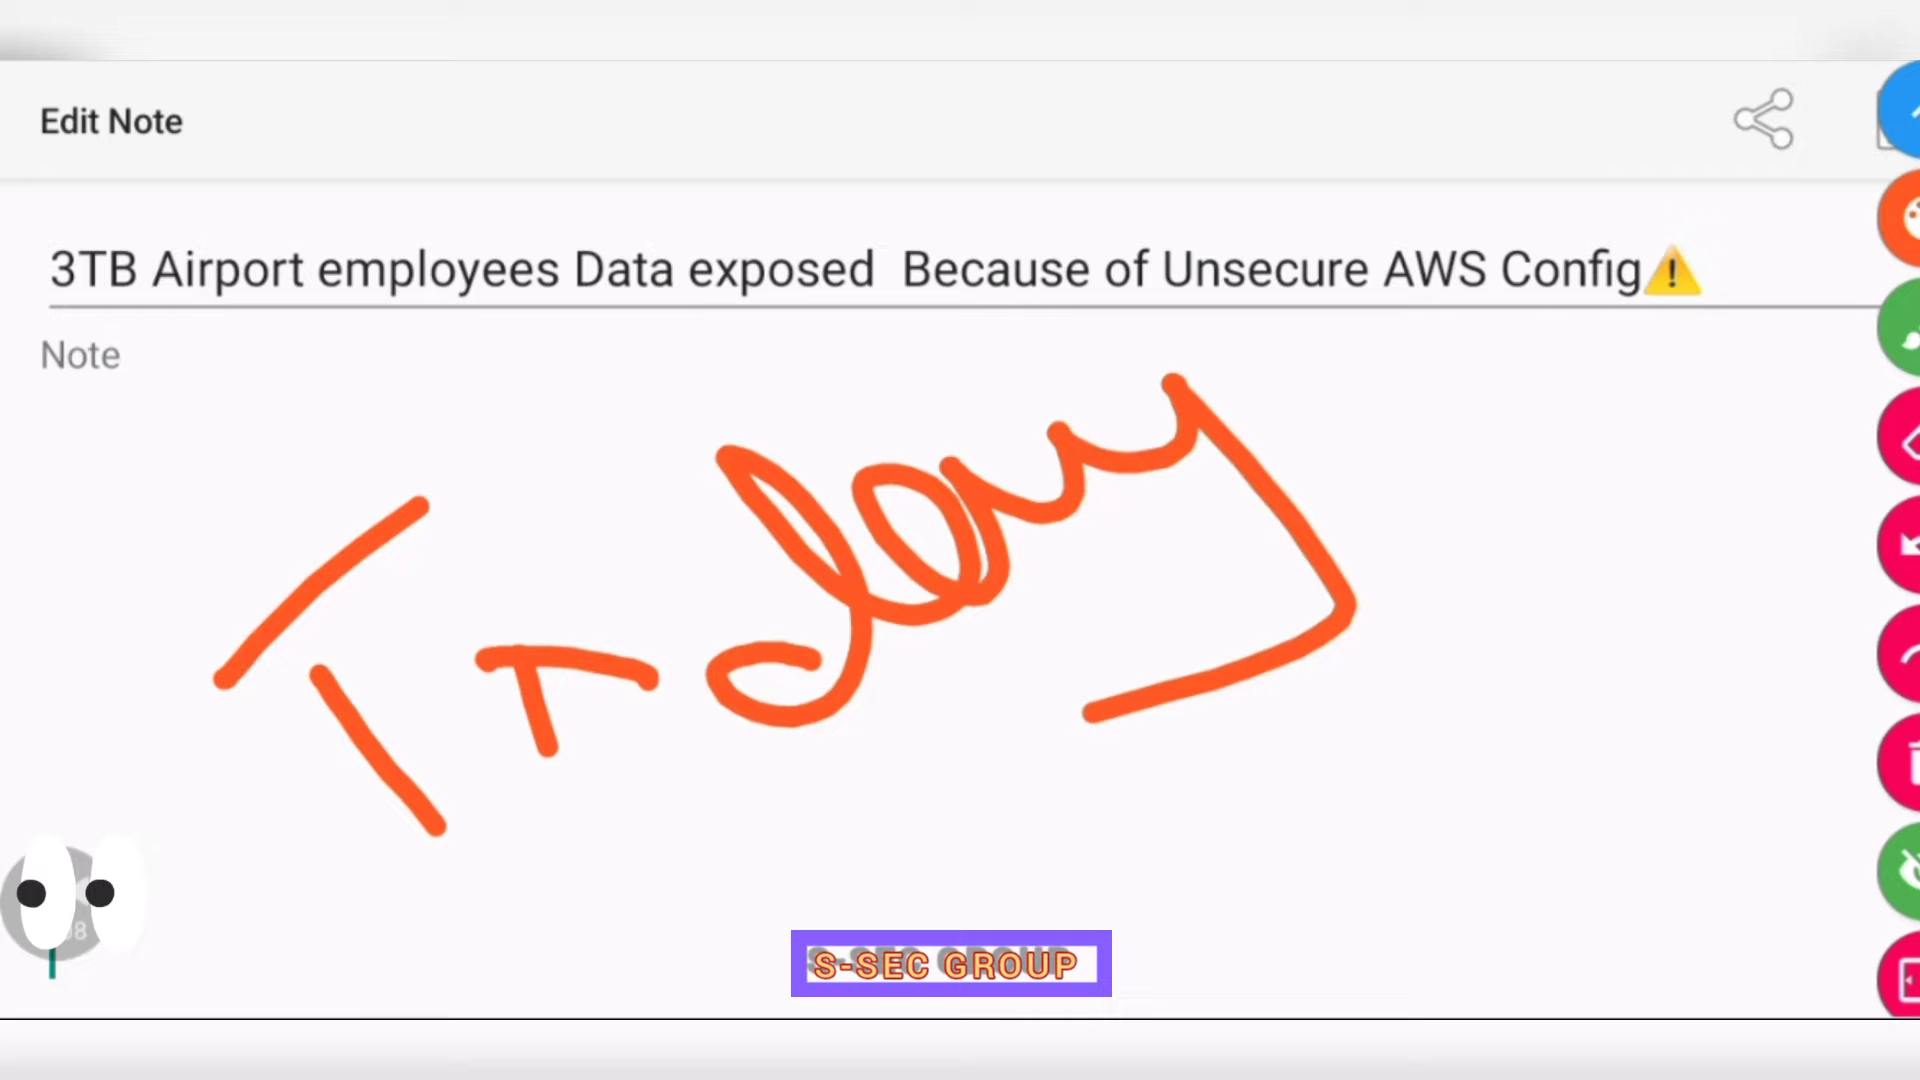 Edit Note
3TB Airport employees Data exposed Because of Unsecure AWS Config⚠️
Note
Today
S-SEC GROUP